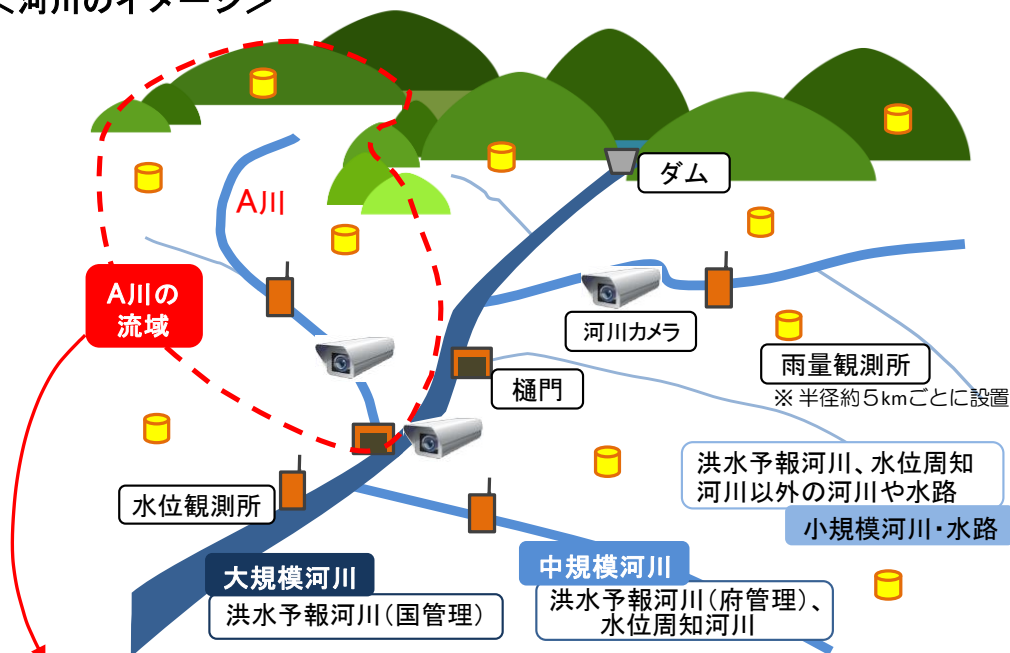 <河川のイメージ>
ダム
A川
A川の
流域
河川カメラ
樋門
雨量観測所
※半径約5kmごとに設置
洪水予報河川、水位周知
河川以外の河川や水路
小規模河川・水路
水位観測所
大規模河川
洪水予報河川(国管理)
中規模河川
洪水予報河川(府管理)、
水位周知河川